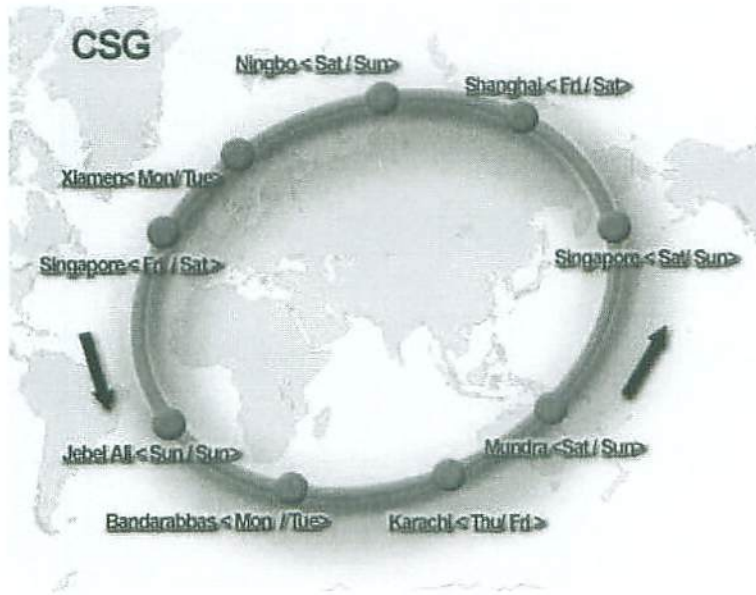 CSG
Ningbo < Sat / Sun>
Shanghai < Fri / Sat>
Xiamen< Mon/ Tue>
Singapore < Fri / Sat>
Singapore < Sat/ Sun>
Jebel Ali < Sun / Sun>
Mundra <Sat / Sun>
Bandarabbas < Mon / Tue>
Karachi < Thu/ Fri >